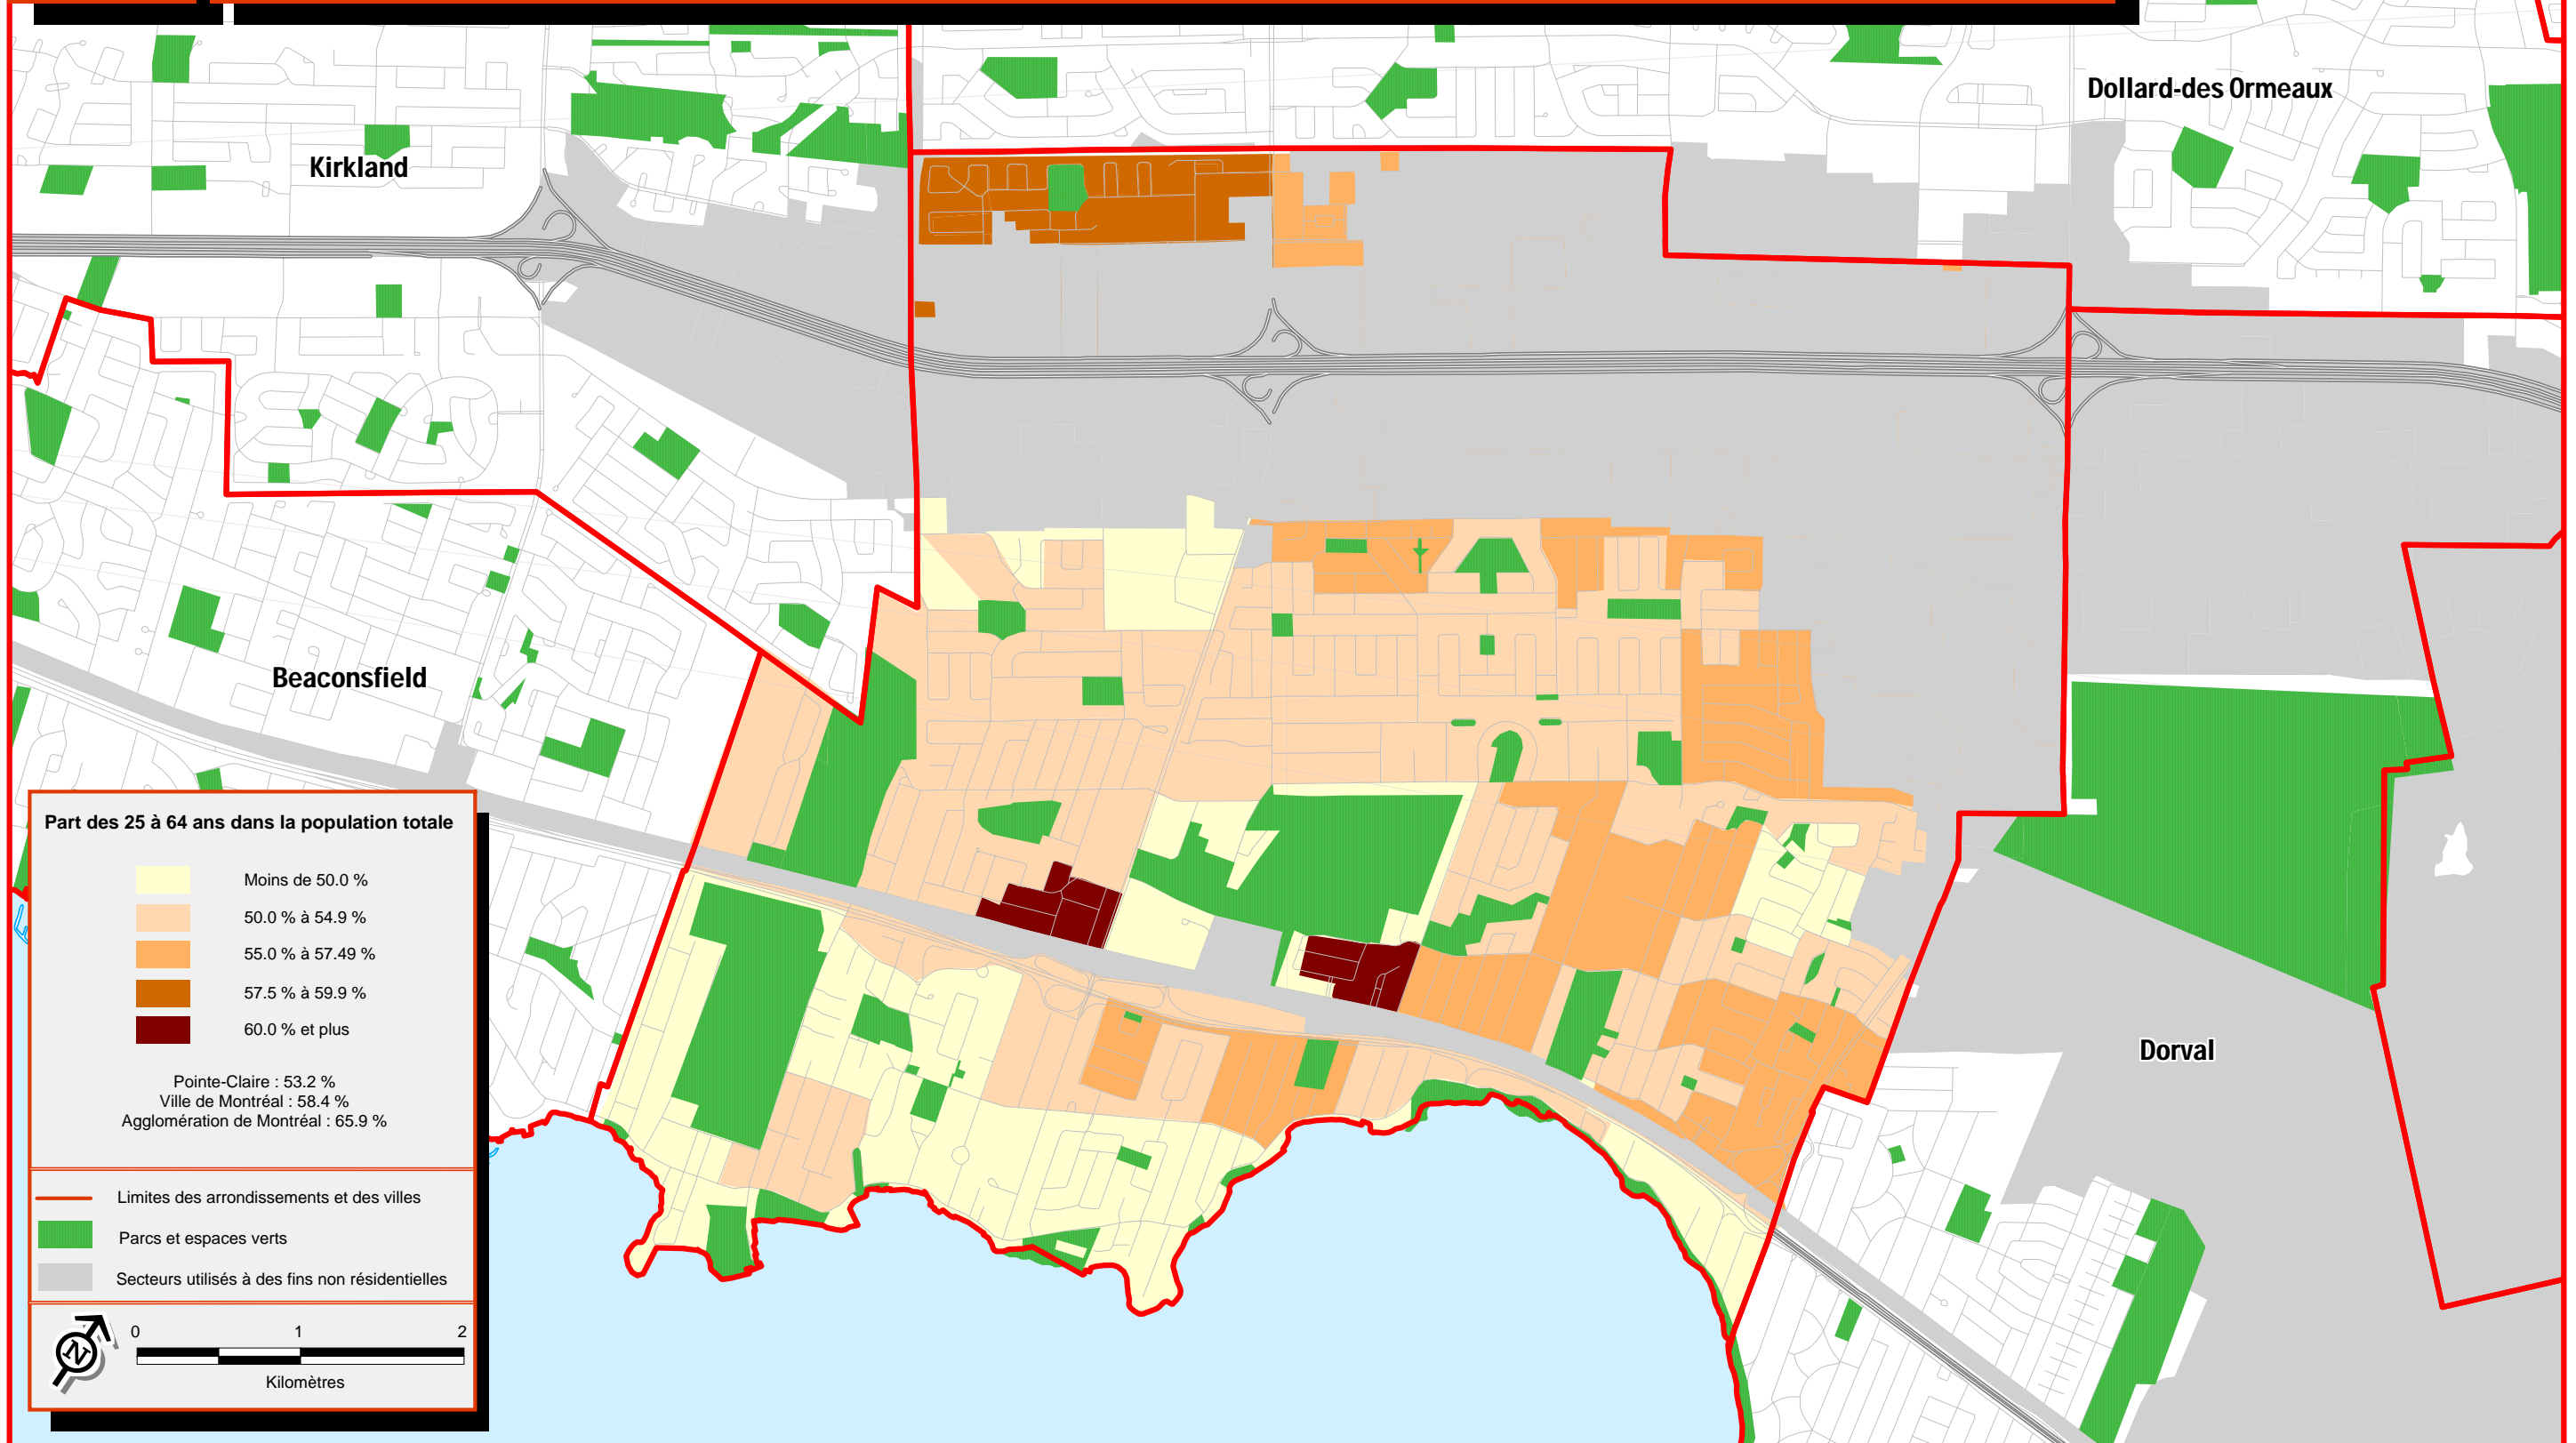 Dollard-des Ormeaux
Kirkland
Beaconsfield
Dorval
Part des 25 à 64 ans dans la population totale
Moins de 50.0 %
50.0 % à 54.9 %
55.0 % à 57.49 %
57.5 % à 59.9 %
60.0 % et plus
Pointe-Claire : 53.2 %
Ville de Montréal : 58.4 %
Agglomération de Montréal : 65.9 %
Limites des arrondissements et des villes
Parcs et espaces verts
Secteurs utilisés à des fins non résidentielles
N
0 1 2
Kilomètres